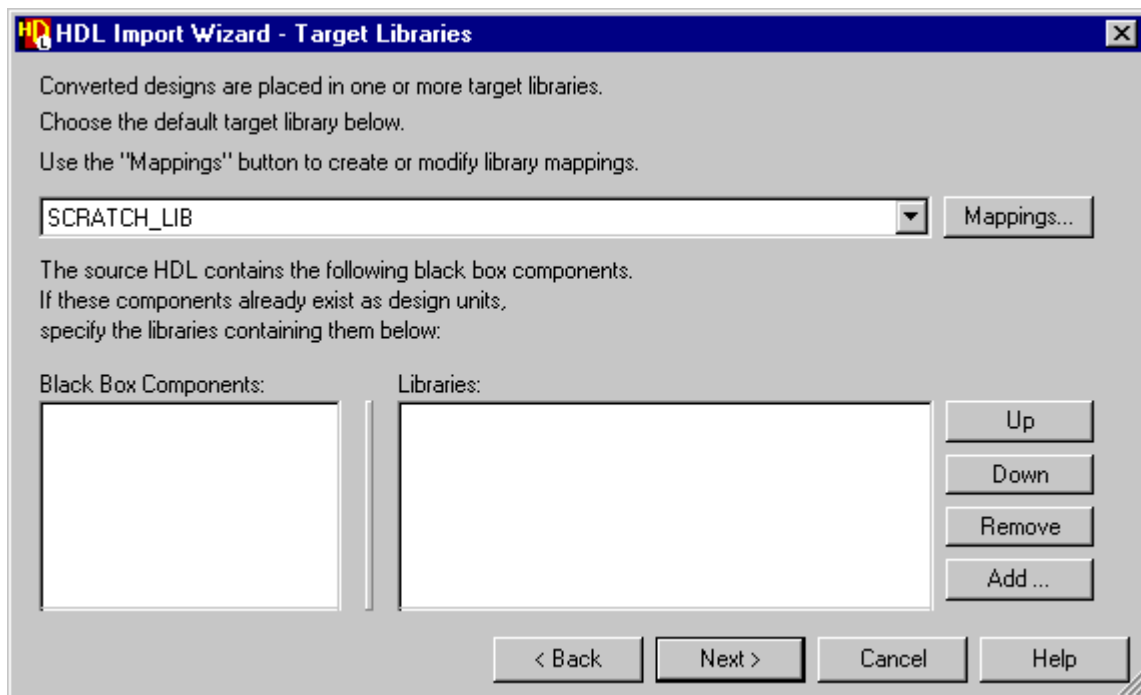 HDL Import Wizard - Target Libraries
Converted designs are placed in one or more target libraries.
Choose the default target library below.
Use the "Mappings" button to create or modify library mappings.
SCRATCH_LIB
Mappings...
The source HDL contains the following black box components.
If these components already exist as design units,
specify the libraries containing them below:
Black Box Components:
Libraries:
Up
Down
Remove
Add ...
< Back
Next >
Cancel
Help